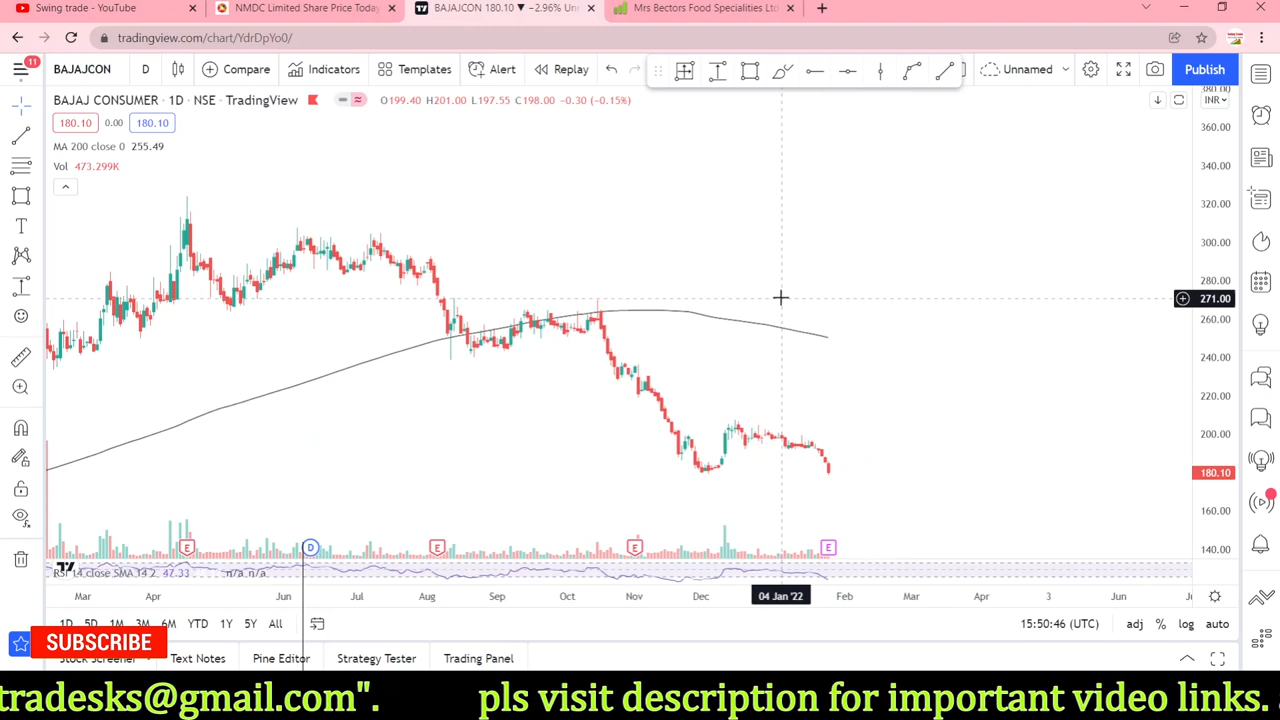 Swing trade - YouTube
NMDC Limited Share Price Today
BAJAJCON 180.10 ▼ −2.96% Unn
Mrs Bectors Food Specialities Ltd
tradingview.com/chart/YdrDpYo0/
11
BAJAJCON
D
Compare
Indicators
Templates
Alert
Replay
Unnamed
Publish
BAJAJ CONSUMER · 1D · NSE · TradingView
O199.40 H201.00 L197.55 C198.00 -0.30 (-0.15%)
INR
180.10 0.00 180.10
MA 200 close 0 255.49
Vol 473.299K
380.00
360.00
340.00
320.00
300.00
280.00
271.00
260.00
240.00
220.00
200.00
180.10
160.00
140.00
E D E E E
RSI 14 close SMA 14 2 47.33 n/a n/a
Mar Apr Jun Jul Aug Sep Oct Nov Dec 04 Jan '22 Feb Mar Apr 3 Jun
1D 5D 1M 3M 6M YTD 1Y 5Y All
15:50:46 (UTC) adj % log auto
SUBSCRIBE
Stock Screener Text Notes Pine Editor Strategy Tester Trading Panel
tradesks@gmail.com". pls visit description for important video links.